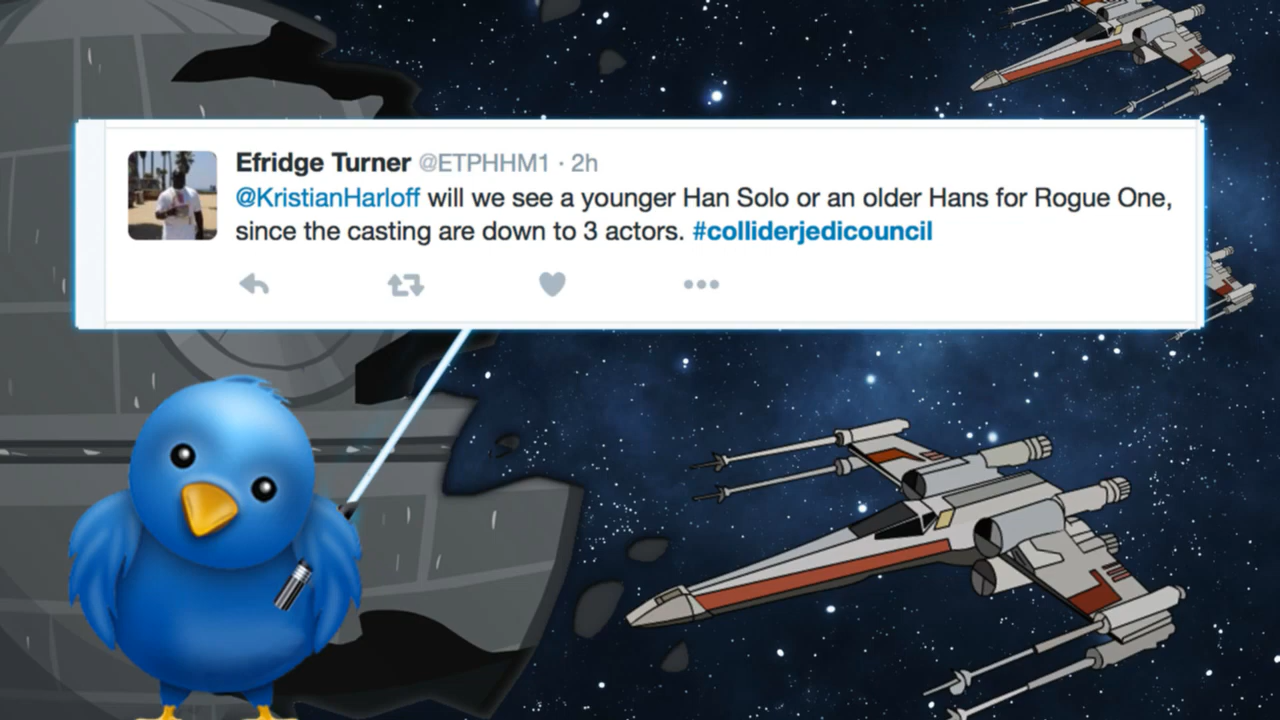 Efridge Turner @ETPHHM1 · 2h
@KristianHarloff will we see a younger Han Solo or an older Hans for Rogue One,
since the casting are down to 3 actors. #colliderjedicouncil